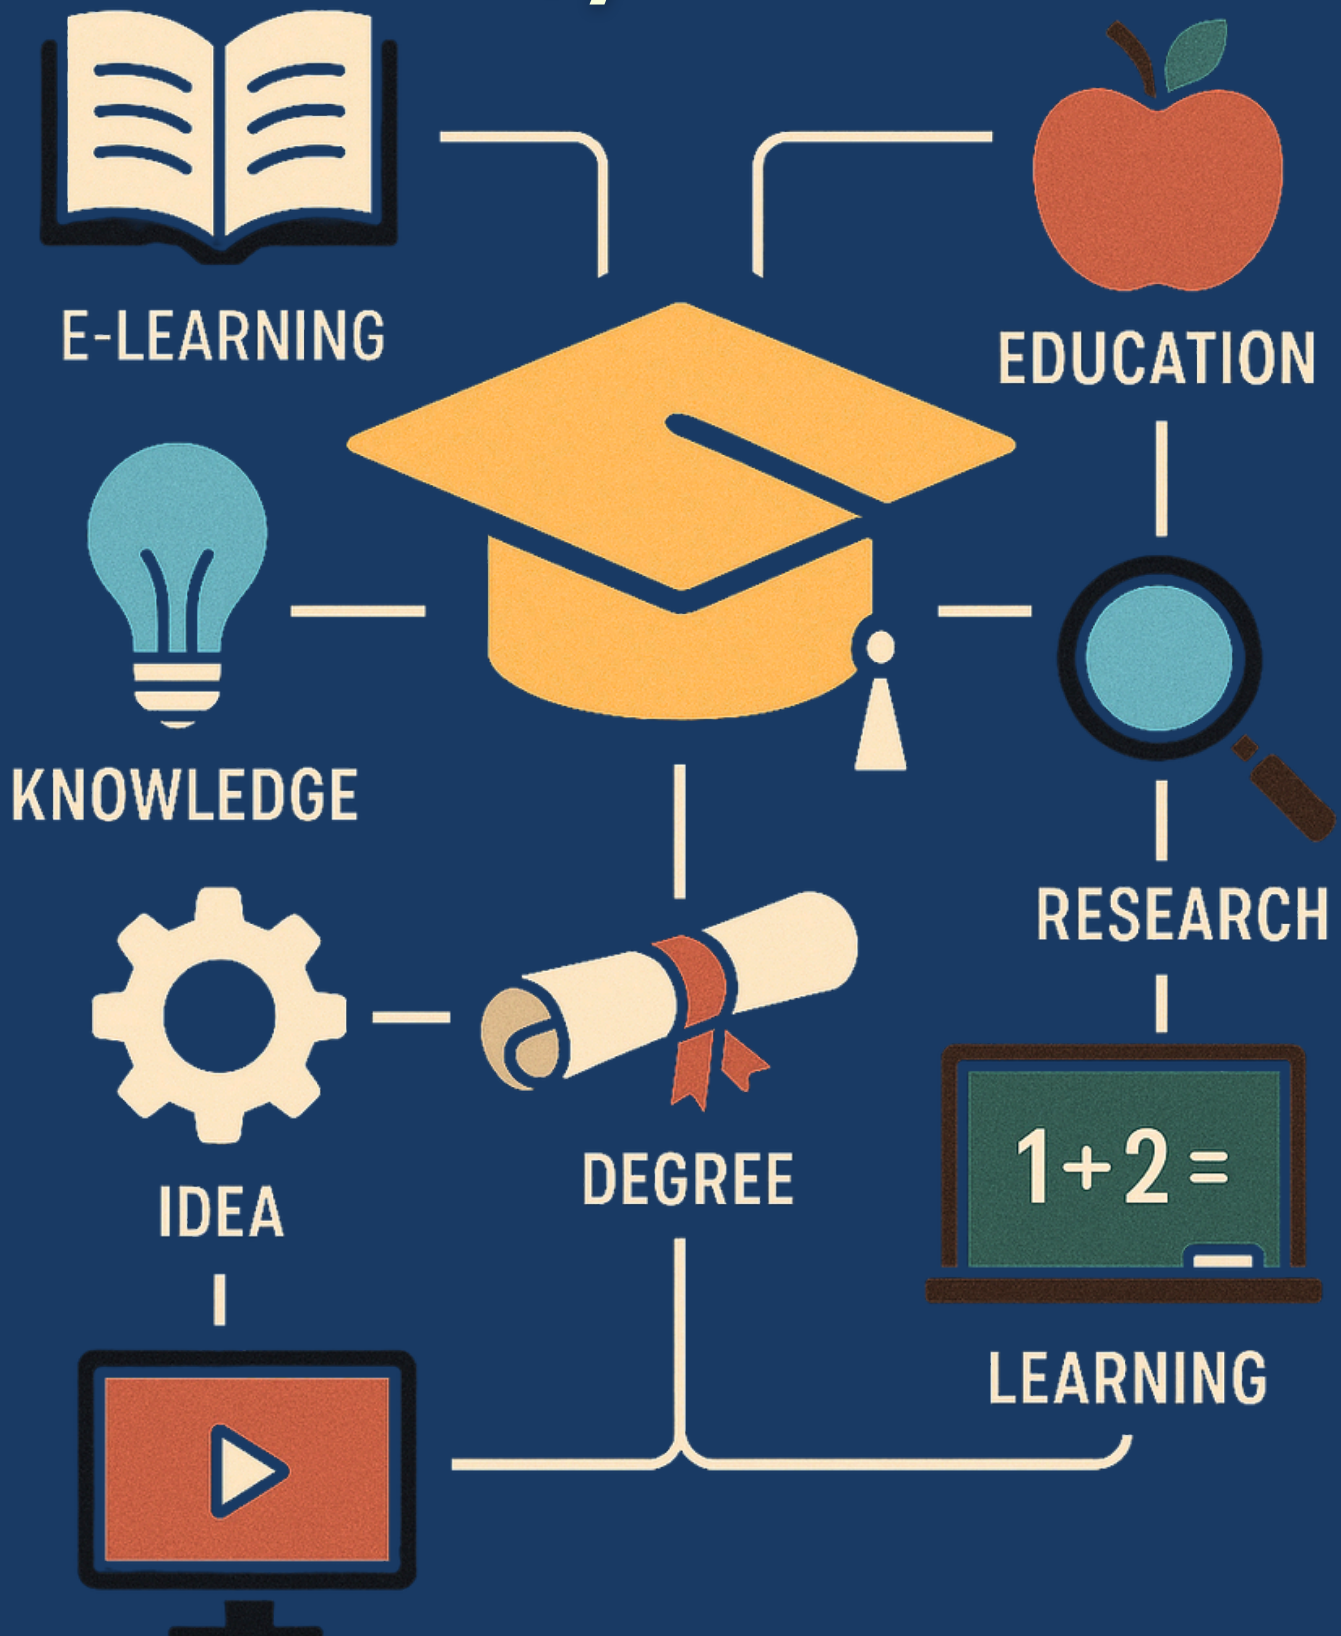 E-LEARNING
EDUCATION
KNOWLEDGE
RESEARCH
IDEA
DEGREE
1+2=
LEARNING